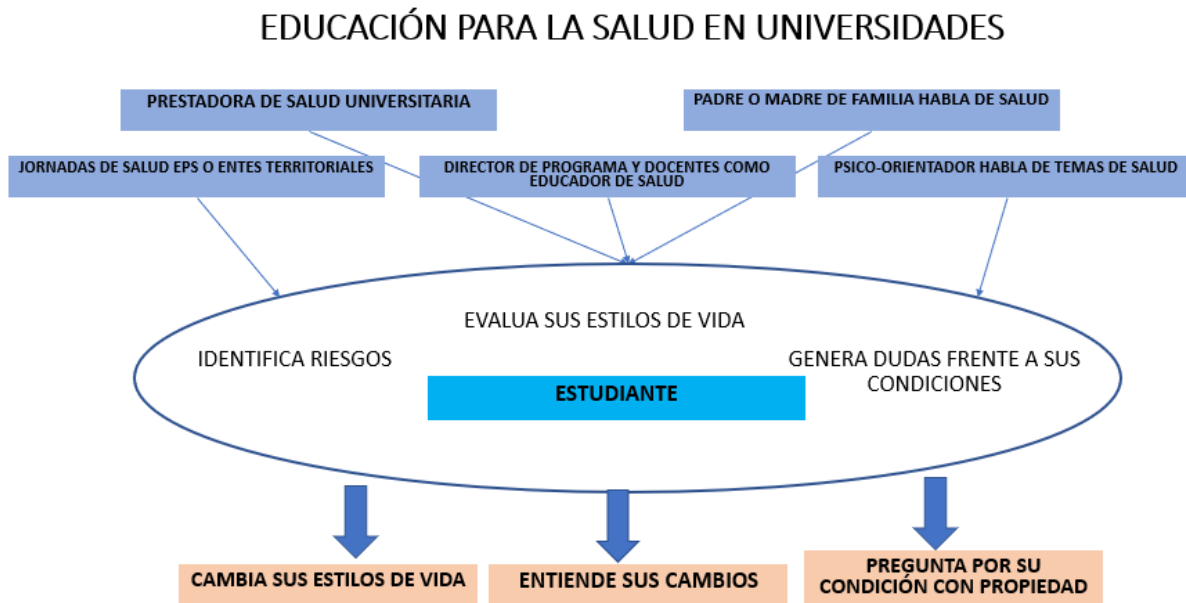 EDUCACIÓN PARA LA SALUD EN UNIVERSIDADES
PRESTADORA DE SALUD UNIVERSITARIA
PADRE O MADRE DE FAMILIA HABLA DE SALUD
JORNADAS DE SALUD EPS O ENTES TERRITORIALES
DIRECTOR DE PROGRAMA Y DOCENTES COMO
EDUCADOR DE SALUD
PSICO-ORIENTADOR HABLA DE TEMAS DE SALUD
EVALUA SUS ESTILOS DE VIDA
IDENTIFICA RIESGOS
GENERA DUDAS FRENTE A SUS
CONDICIONES
ESTUDIANTE
CAMBIA SUS ESTILOS DE VIDA
ENTIENDE SUS CAMBIOS
PREGUNTA POR SU
CONDICIÓN CON PROPIEDAD